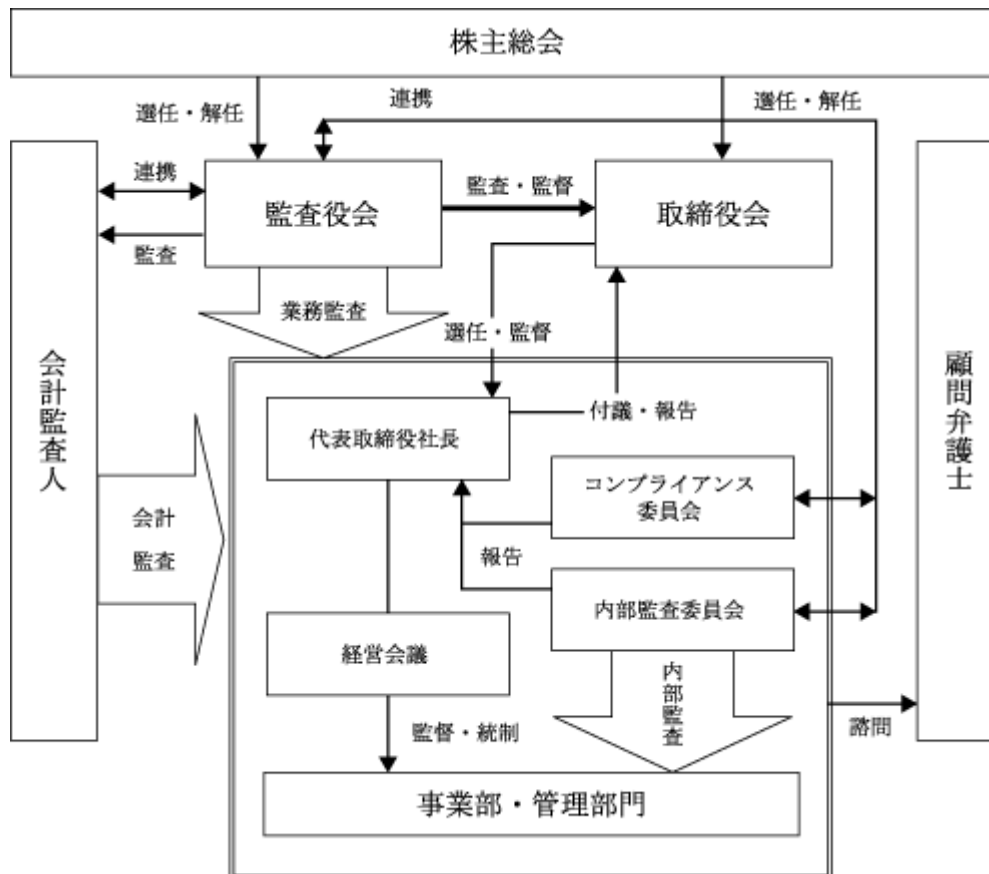 株主総会
選任・解任
連携
選任・解任
連携
監査役会
監査・監督
取締役会
監査
業務監査
選任・監督
会計監査人
顧問弁護士
代表取締役社長
付議・報告
コンプライアンス
委員会
会計
監査
報告
内部監査委員会
経営会議
内部監査
監督・統制
諮問
事業部・管理部門